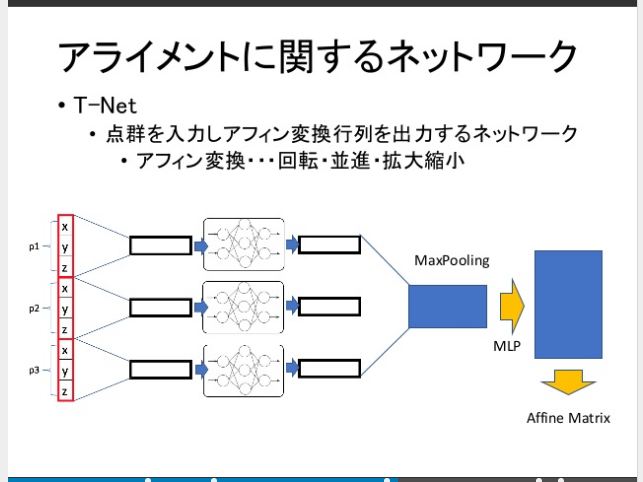 アライメントに関するネットワーク
• T-Net
• 点群を入力しアフィン変換行列を出力するネットワーク
• アフィン変換・・・回転・並進・拡大縮小
p1
x
y
z
p2
x
y
z
p3
x
y
z
MaxPooling
MLP
Affine Matrix